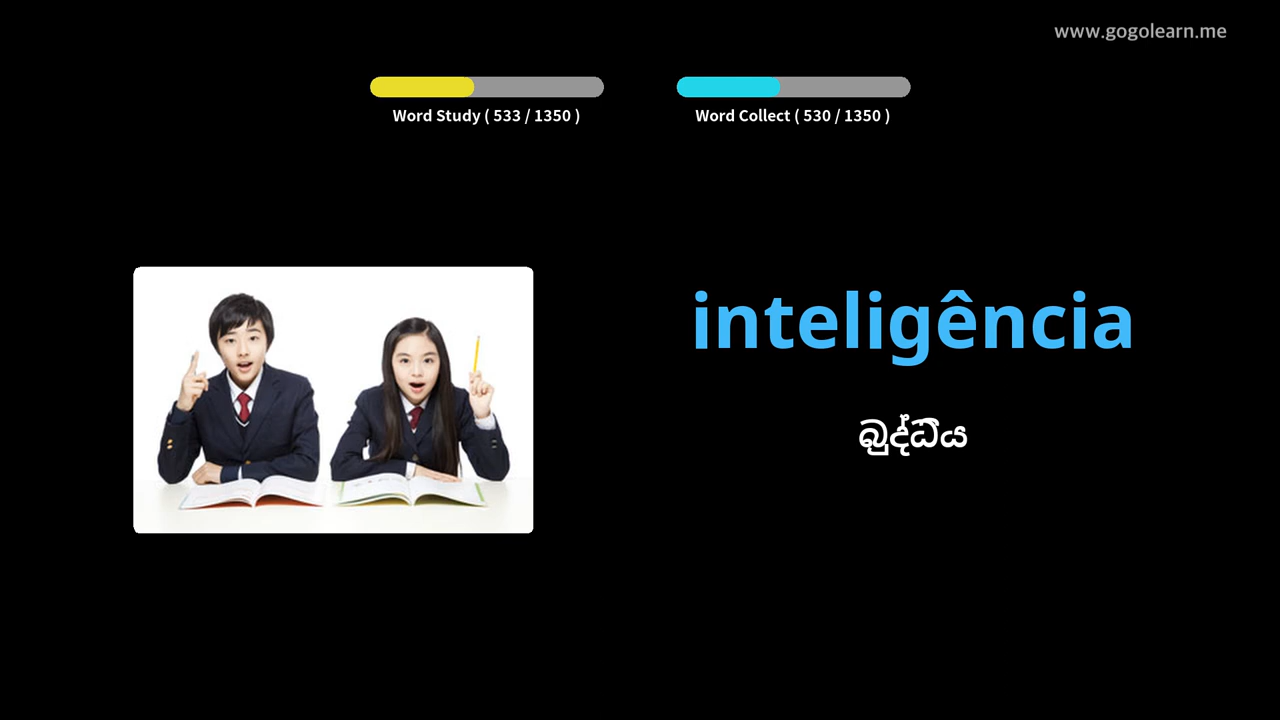 www.gogolearn.me
Word Study ( 533 / 1350 )
Word Collect ( 530 / 1350 )
inteligência
බුද්ධිය